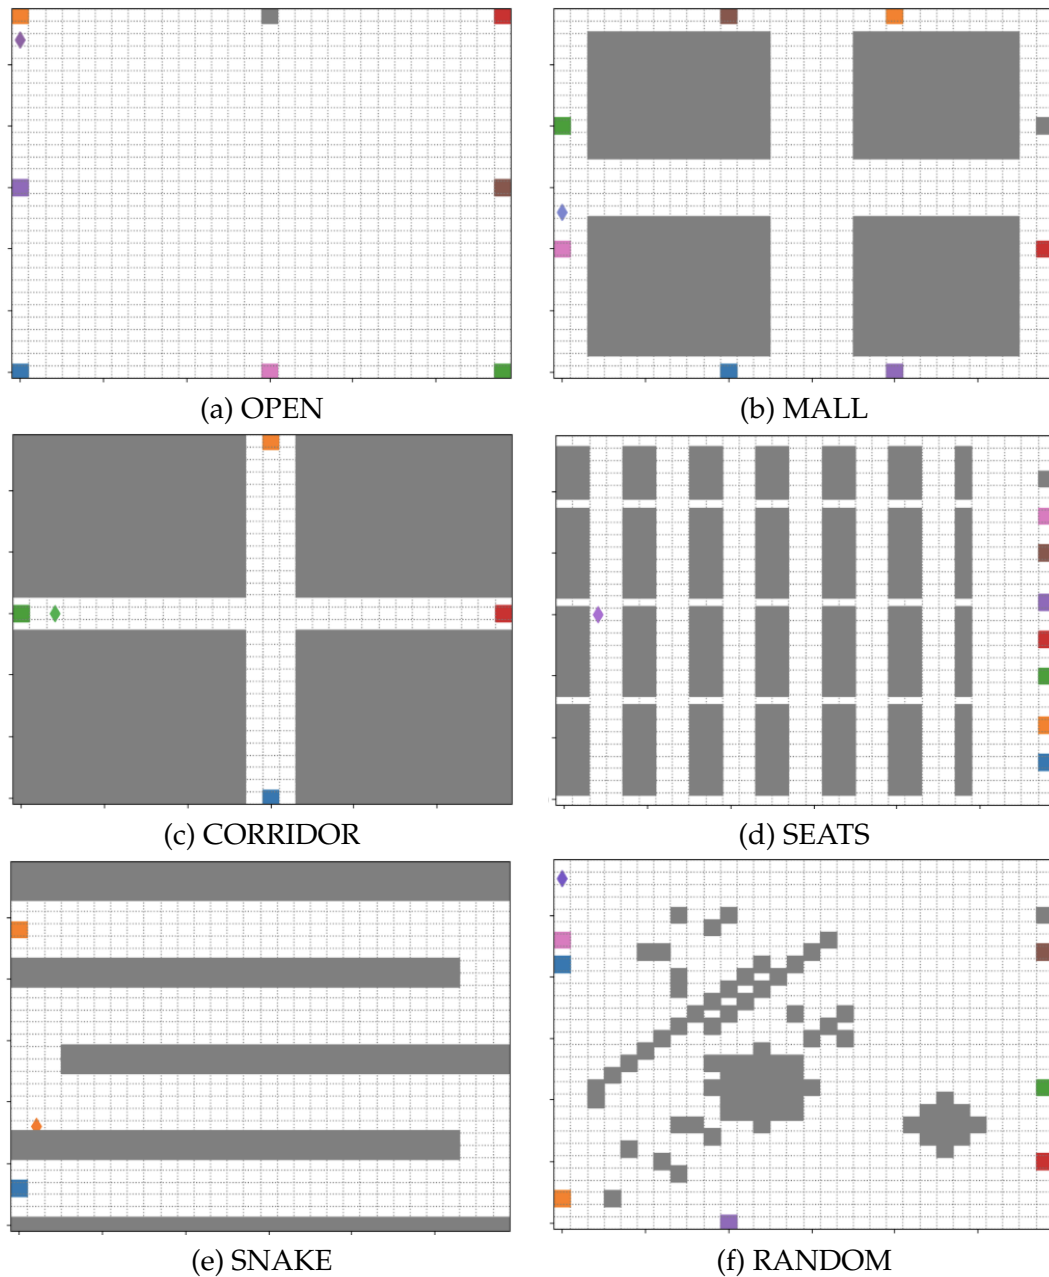 (a) OPEN
(b) MALL
(c) CORRIDOR
(d) SEATS
(e) SNAKE
(f) RANDOM